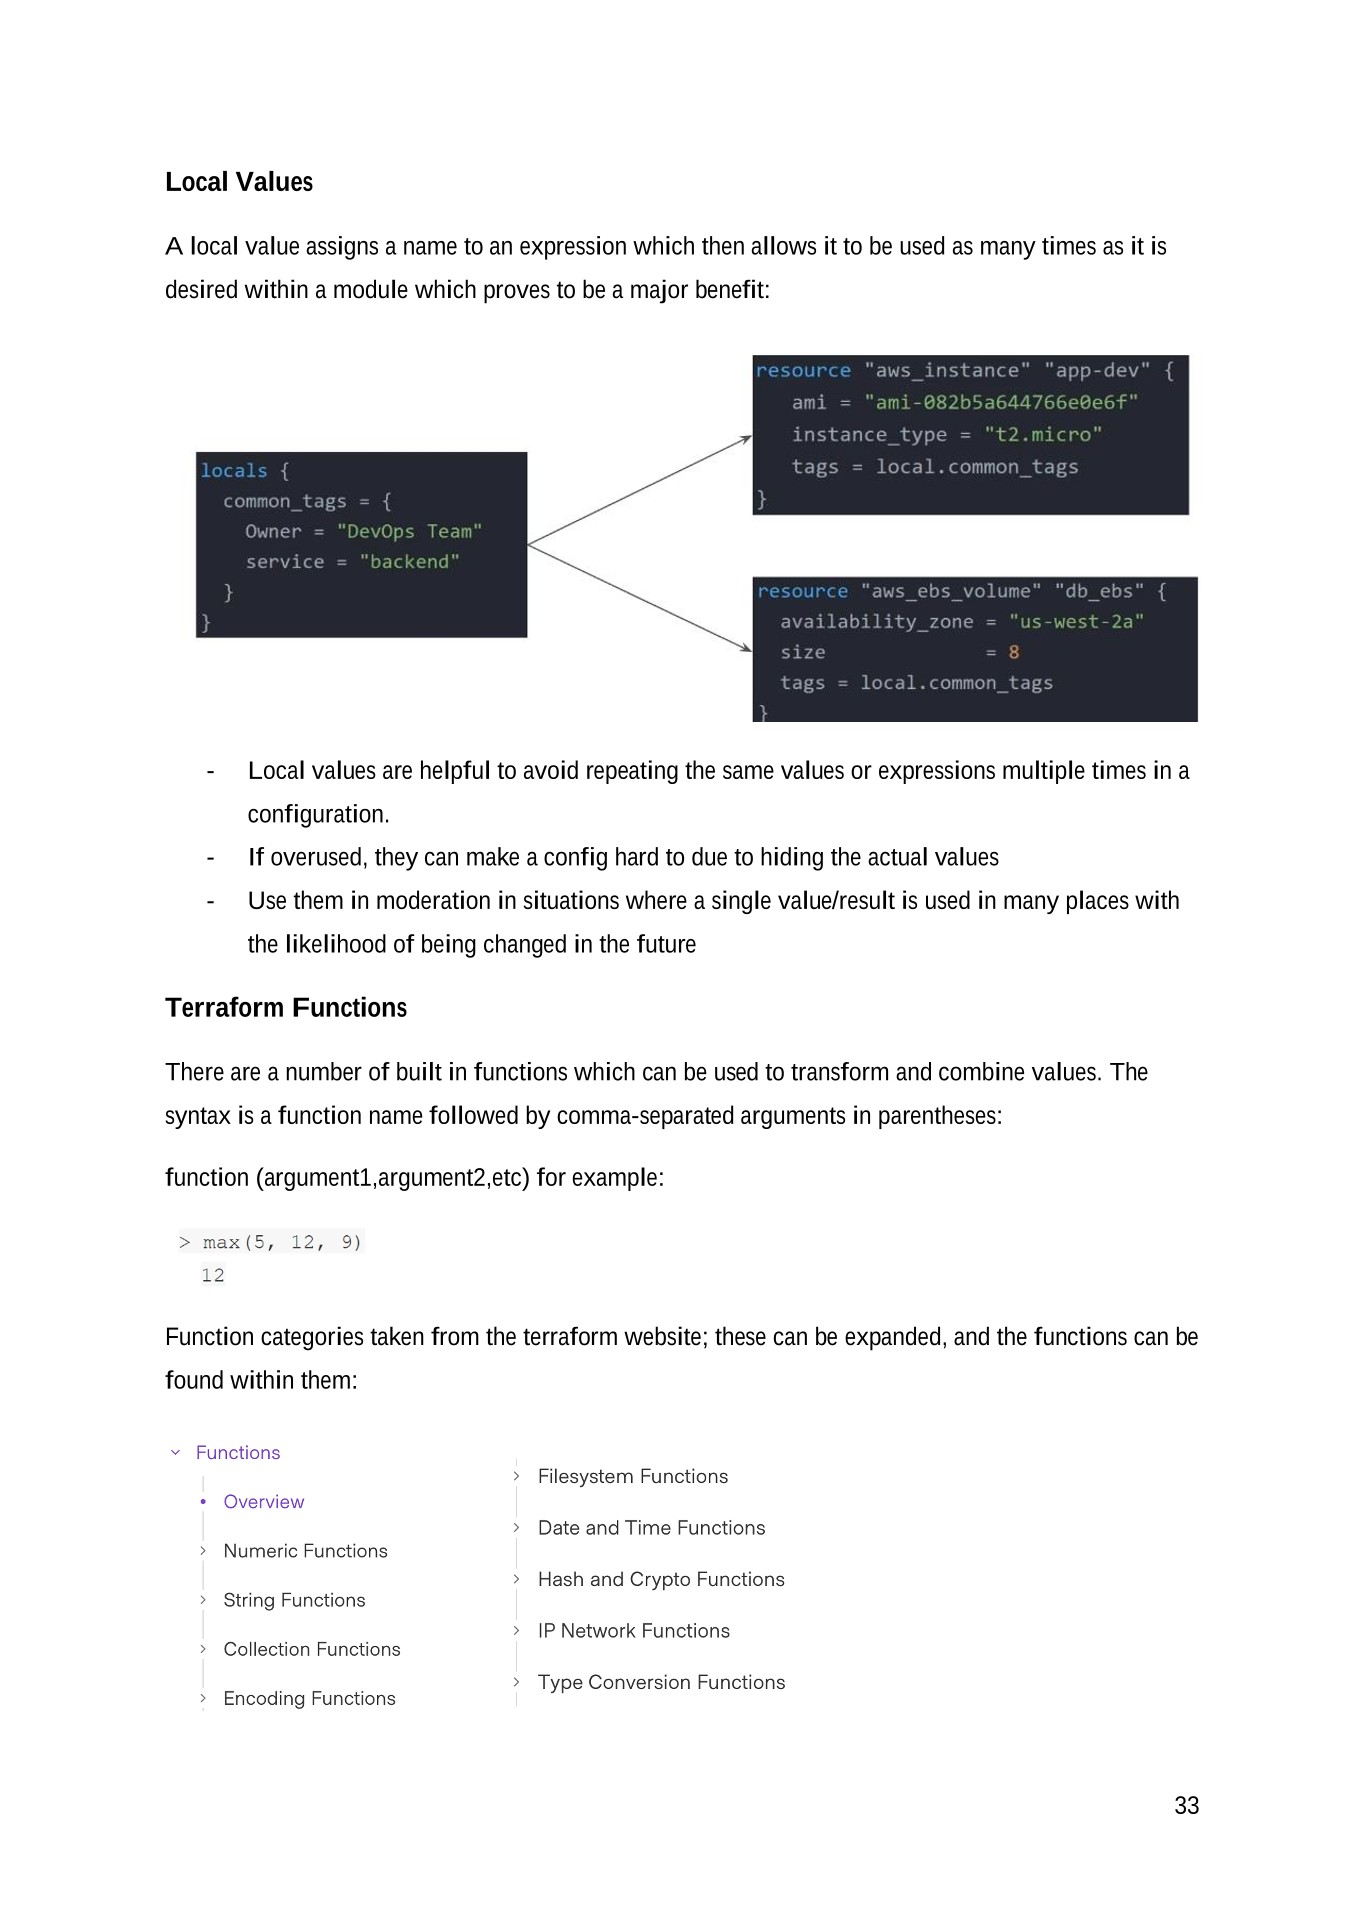 Local Values
A local value assigns a name to an expression which then allows it to be used as many times as it is
desired within a module which proves to be a major benefit:
locals {
  common_tags = {
    Owner = "DevOps Team"
    service = "backend"
  }
}
resource "aws_instance" "app-dev" {
   ami = "ami-082b5a644766e0e6f"
   instance_type = "t2.micro"
   tags = local.common_tags
}
resource "aws_ebs_volume" "db_ebs" {
  availability_zone = "us-west-2a"
  size              = 8
  tags = local.common_tags
}
- Local values are helpful to avoid repeating the same values or expressions multiple times in a
configuration.
- If overused, they can make a config hard to due to hiding the actual values
- Use them in moderation in situations where a single value/result is used in many places with
the likelihood of being changed in the future
Terraform Functions
There are a number of built in functions which can be used to transform and combine values. The
syntax is a function name followed by comma-separated arguments in parentheses:
function (argument1,argument2,etc) for example:
> max(5, 12, 9)
12
Function categories taken from the terraform website; these can be expanded, and the functions can be
found within them:
Functions
Overview
Numeric Functions
String Functions
Collection Functions
Encoding Functions
Filesystem Functions
Date and Time Functions
Hash and Crypto Functions
IP Network Functions
Type Conversion Functions
33